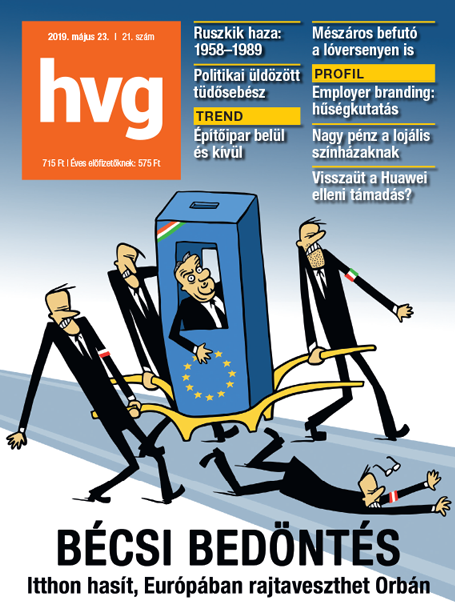 2019. május 23. | 21. szám
hvg
715 Ft | Éves előfizetőknek: 575 Ft
Ruszkik haza:
1958–1989
Politikai üldözött
tüdősebész
TREND
Építőipar belül
és kívül
Mészáros befutó
a lóversenyen is
PROFIL
Employer branding:
hűségkutatás
Nagy pénz a lojális
színházaknak
Visszaüt a Huawei
elleni támadás?
BÉCSI BEDÖNTÉS
Itthon hasít, Európában rajtaveszthet Orbán